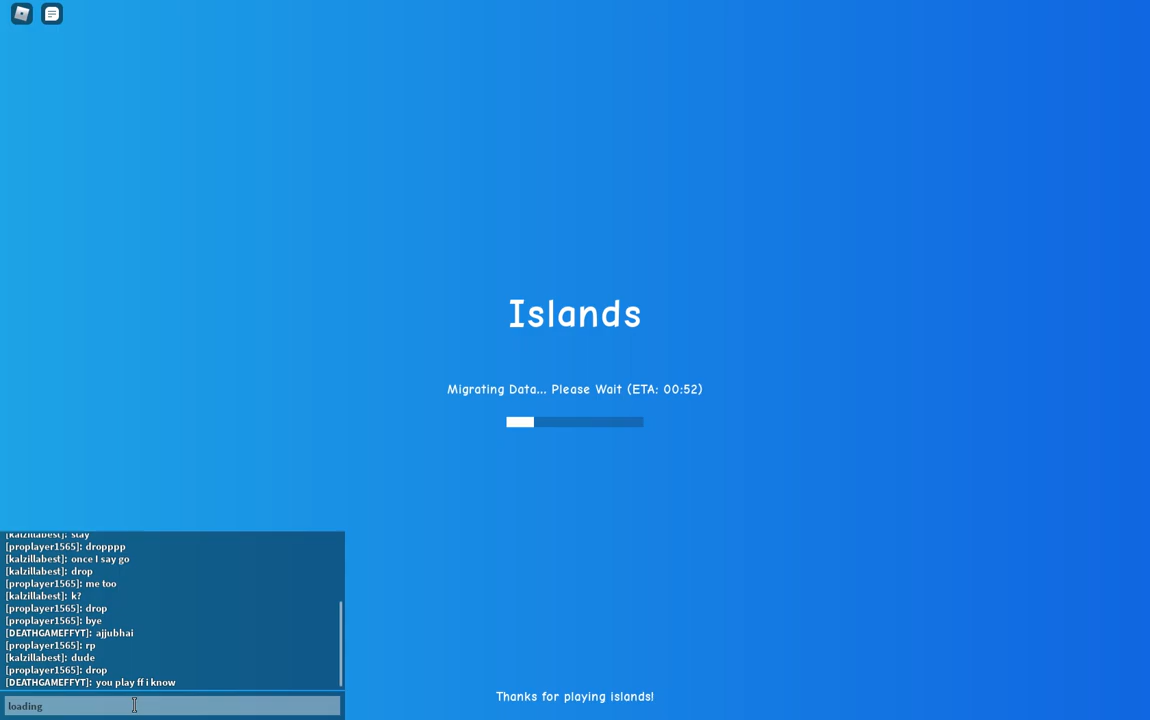 Islands
Migrating Data... Please Wait (ETA: 00:52)
[kalzillabest]: stay
[proplayer1565]: dropppp
[kalzillabest]: once I say go
[kalzillabest]: drop
[proplayer1565]: me too
[kalzillabest]: k?
[proplayer1565]: drop
[proplayer1565]: bye
[DEATHGAMEFFYT]: ajjubhai
[proplayer1565]: rp
[kalzillabest]: dude
[proplayer1565]: drop
[DEATHGAMEFFYT]: you play ff i know
loading
Thanks for playing islands!